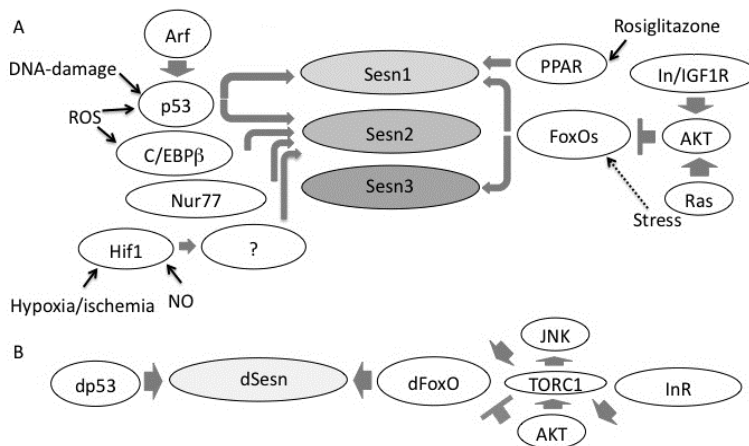 A
Arf
Rosiglitazone
DNA-damage
Sesn1
PPAR
In/IGF1R
p53
ROS
Sesn2
FoxOs
AKT
C/EBPβ
Nur77
Sesn3
Ras
Stress
Hif1
?
Hypoxia/ischemia
NO
B
JNK
dp53
dSesn
dFoxO
TORC1
InR
AKT